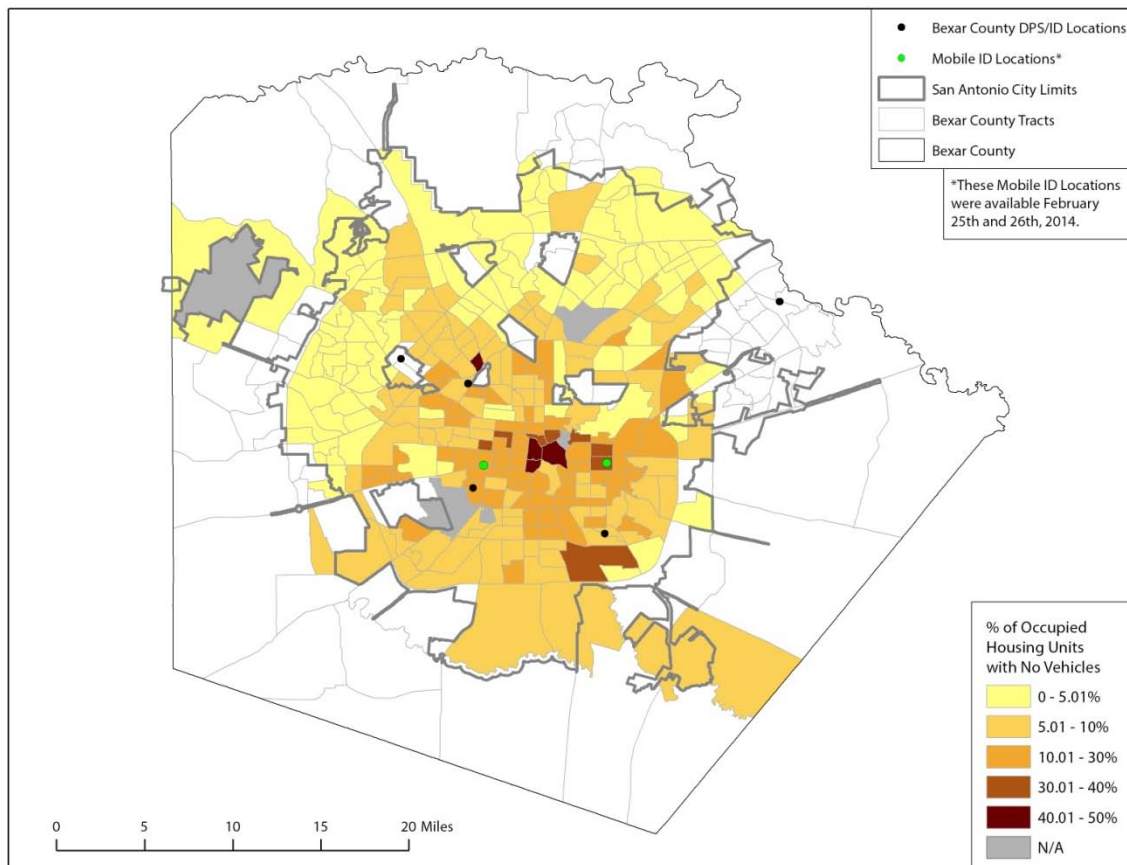 Bexar County DPS/ID Locations
Mobile ID Locations*
San Antonio City Limits
Bexar County Tracts
Bexar County
*These Mobile ID Locations
were available February
25th and 26th, 2014.
% of Occupied
Housing Units
with No Vehicles
0 - 5.01%
5.01 - 10%
10.01 - 30%
30.01 - 40%
40.01 - 50%
N/A
0 5 10 15 20 Miles